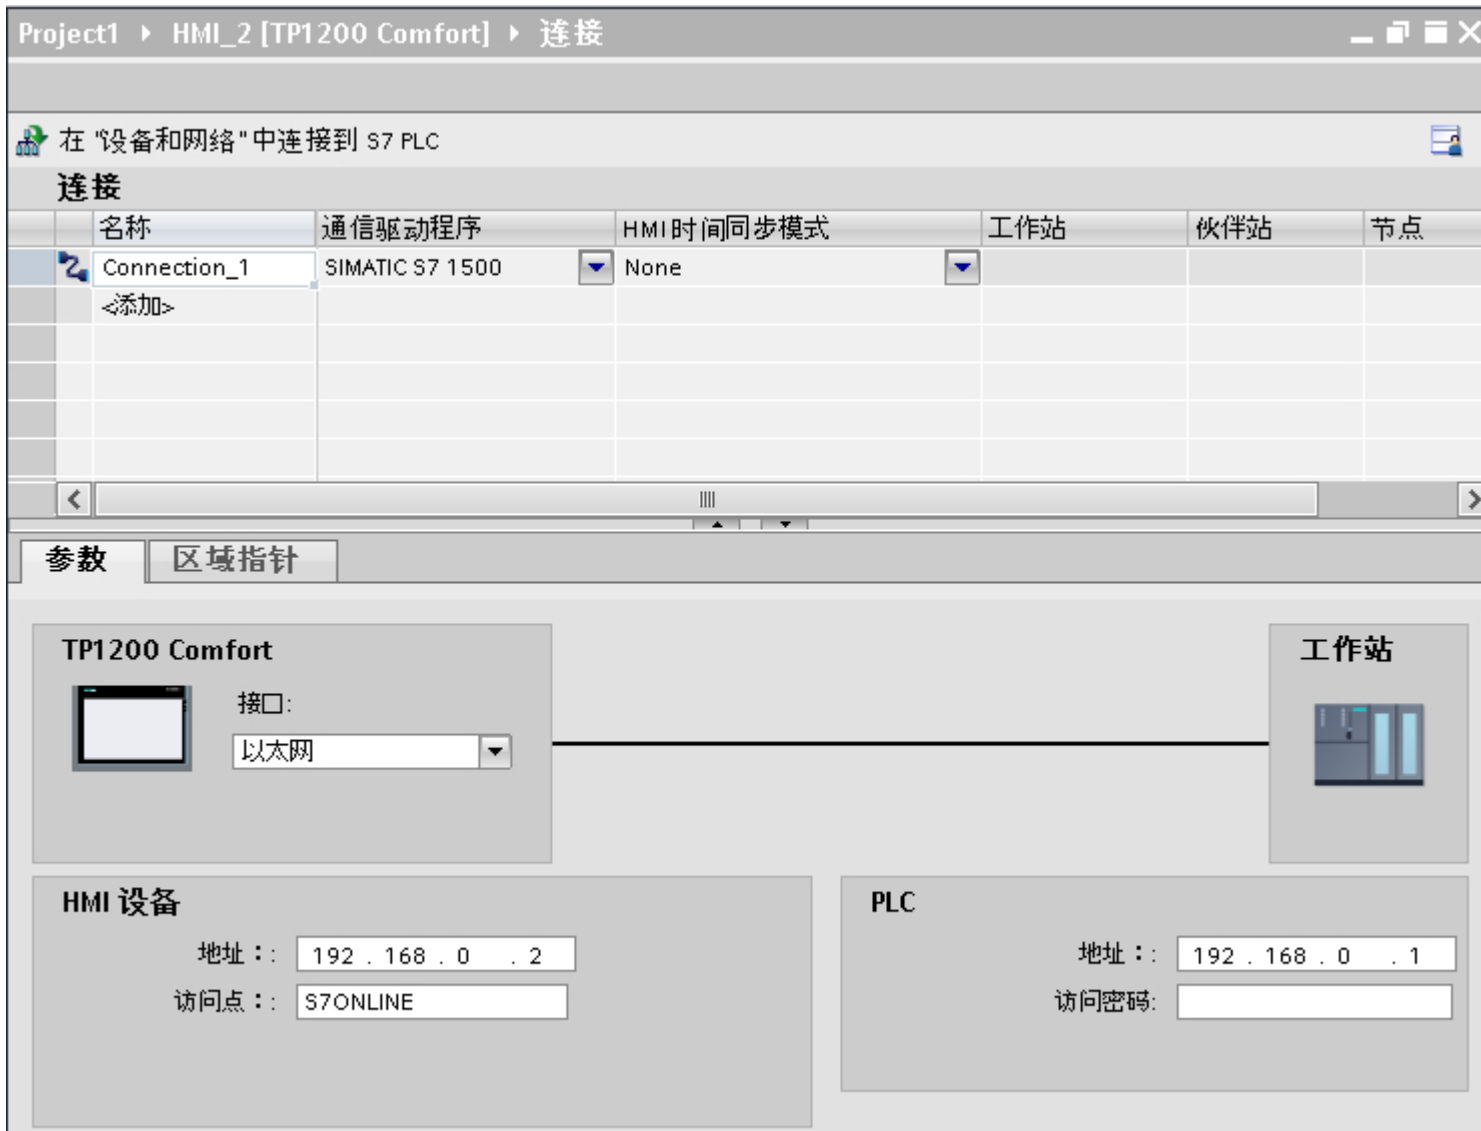 Project1 ▸ HMI_2 [TP1200 Comfort] ▸ 连接
在 "设备和网络" 中连接到 S7 PLC
连接
名称 通信驱动程序 HMI 时间同步模式 工作站 伙伴站 节点
Connection_1 SIMATIC S7 1500 None
<添加>
参数 区域指针
TP1200 Comfort 工作站
接口:
以太网
HMI 设备 PLC
地址：: 192 . 168 . 0 . 2 地址：: 192 . 168 . 0 . 1
访问点：: S7ONLINE 访问密码: